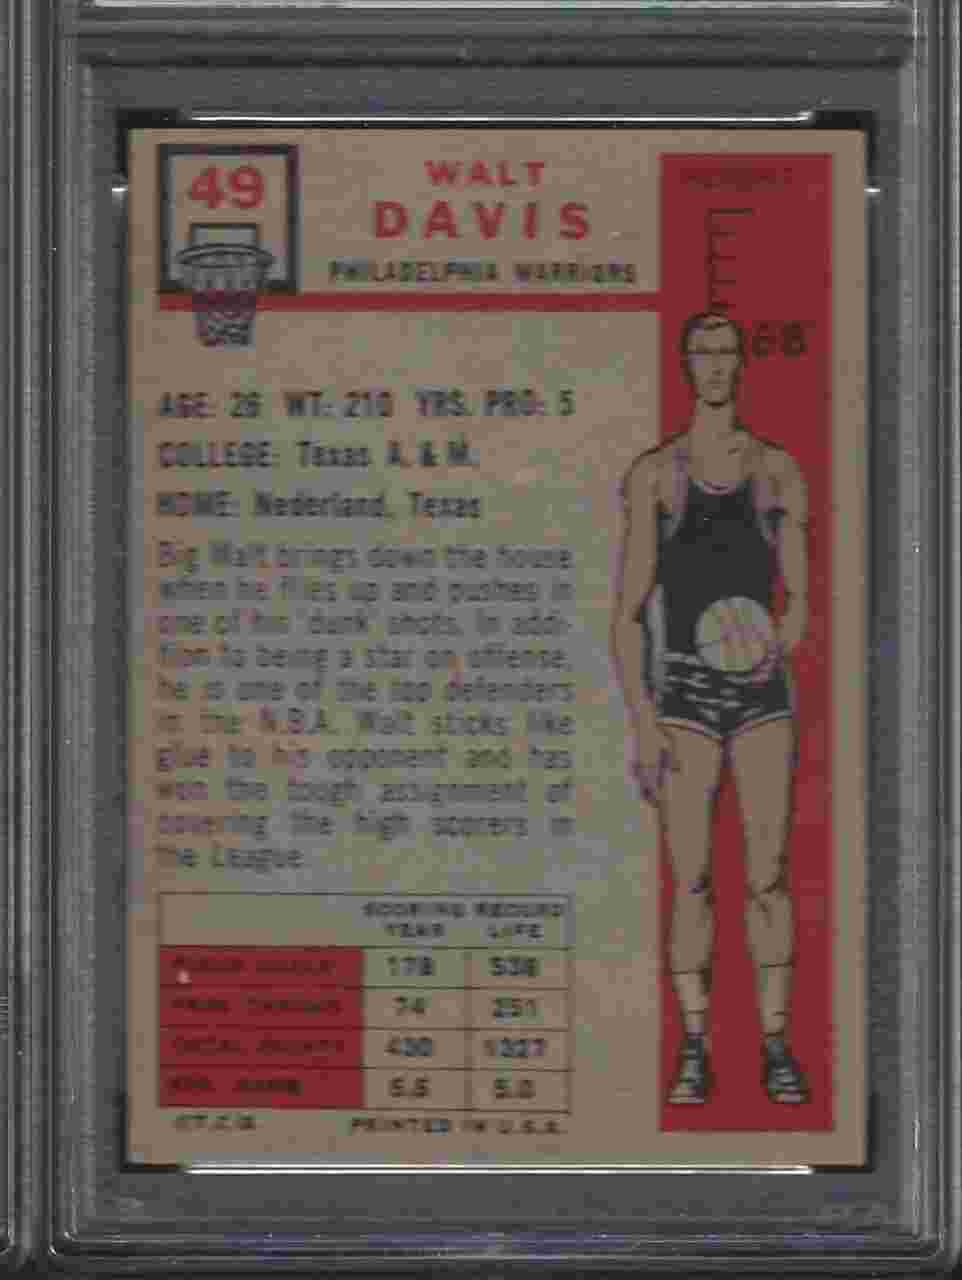 49
WALT
DAVIS
PHILADELPHIA WARRIORS
HEIGHT
6'8"
AGE: 26 WT: 210 YRS. PRO: 5
COLLEGE: Texas A. & M.
HOME: Nederland, Texas
Big Walt brings down the house
when he flies up and pushes in
one of his 'dunk' shots. In addi-
tion to being a star on offense,
he is one of the top defenders
in the N.B.A. Walt sticks like
glue to his opponent and has
won the tough assignment of
covering the high scorers in
the League.
SCORING RECORD
YEAR LIFE
FIELD GOALS 178 538
FREE THROWS 74 251
TOTAL POINTS 430 1327
AVG. GAME 5.5 5.0
©T.C.G. PRINTED IN U.S.A.